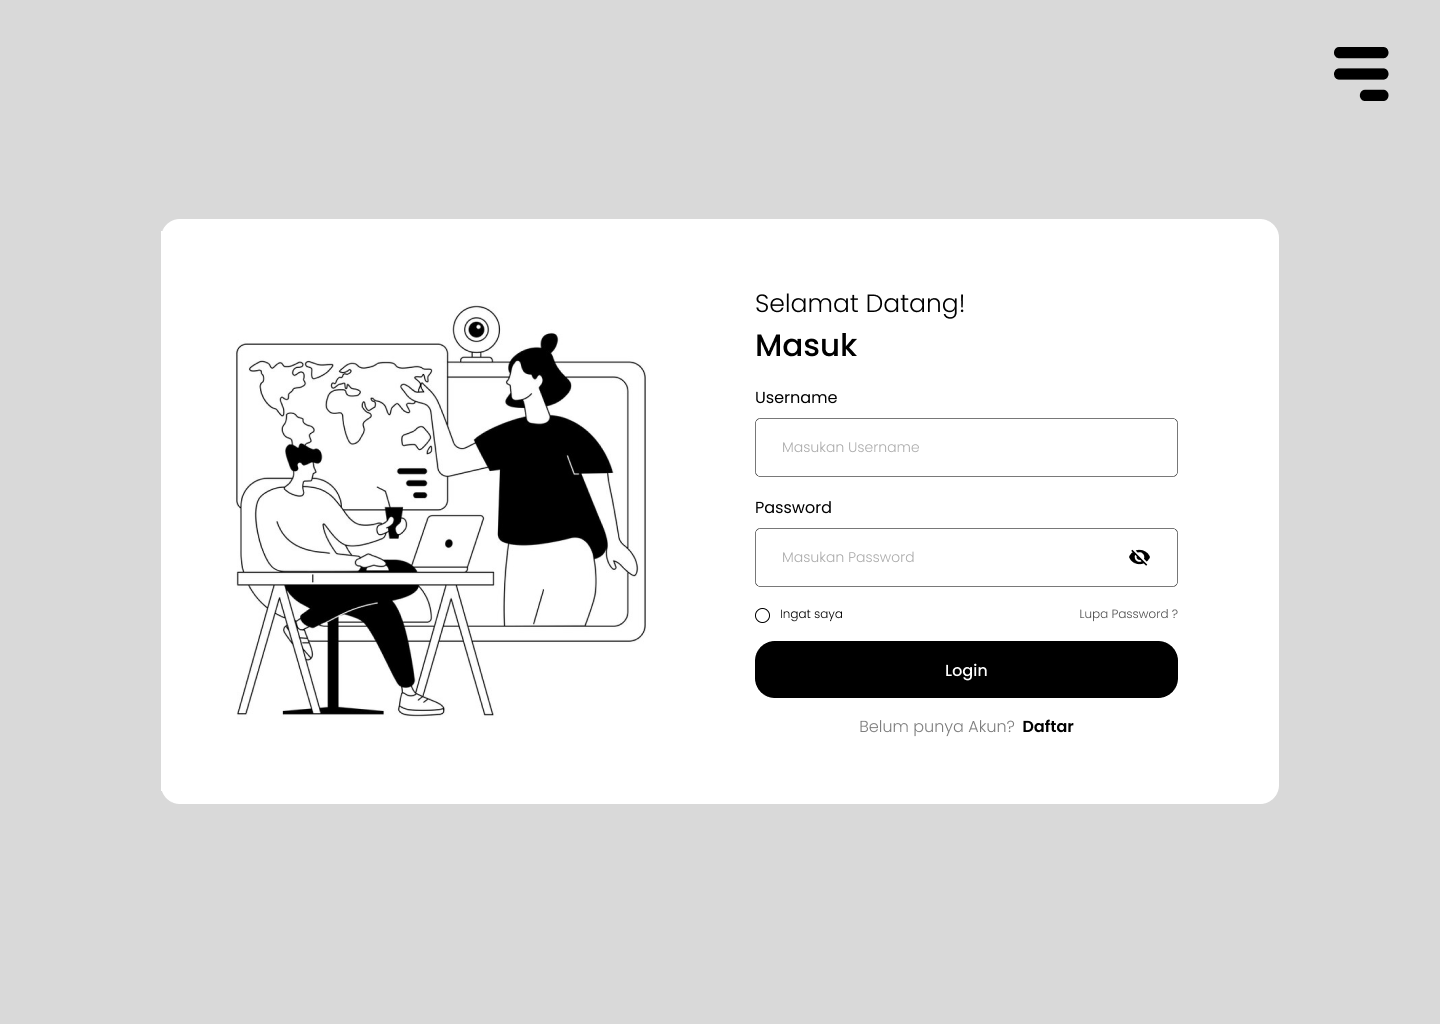 Selamat Datang!
Masuk
Username
Masukan Username
Password
Masukan Password
Ingat saya
Lupa Password ?
Login
Belum punya Akun? Daftar